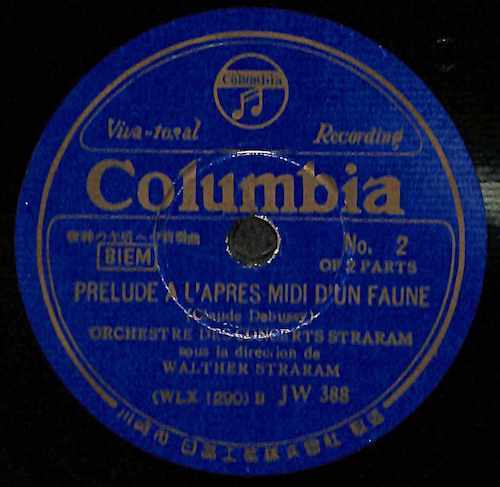 Columbia
Viva-tonal Recording
Columbia
牧神の午後への前奏曲
BIEM
No. 2
OF 2 PARTS
PRELUDE A L'APRES-MIDI D'UN FAUNE
(Claude Debussy)
ORCHESTRE DES CONCERTS STRARAM
sous la direction de
WALTHER STRARAM
(WLX 1290) B JW 388
川崎市 日蓄工業株式会社 製造